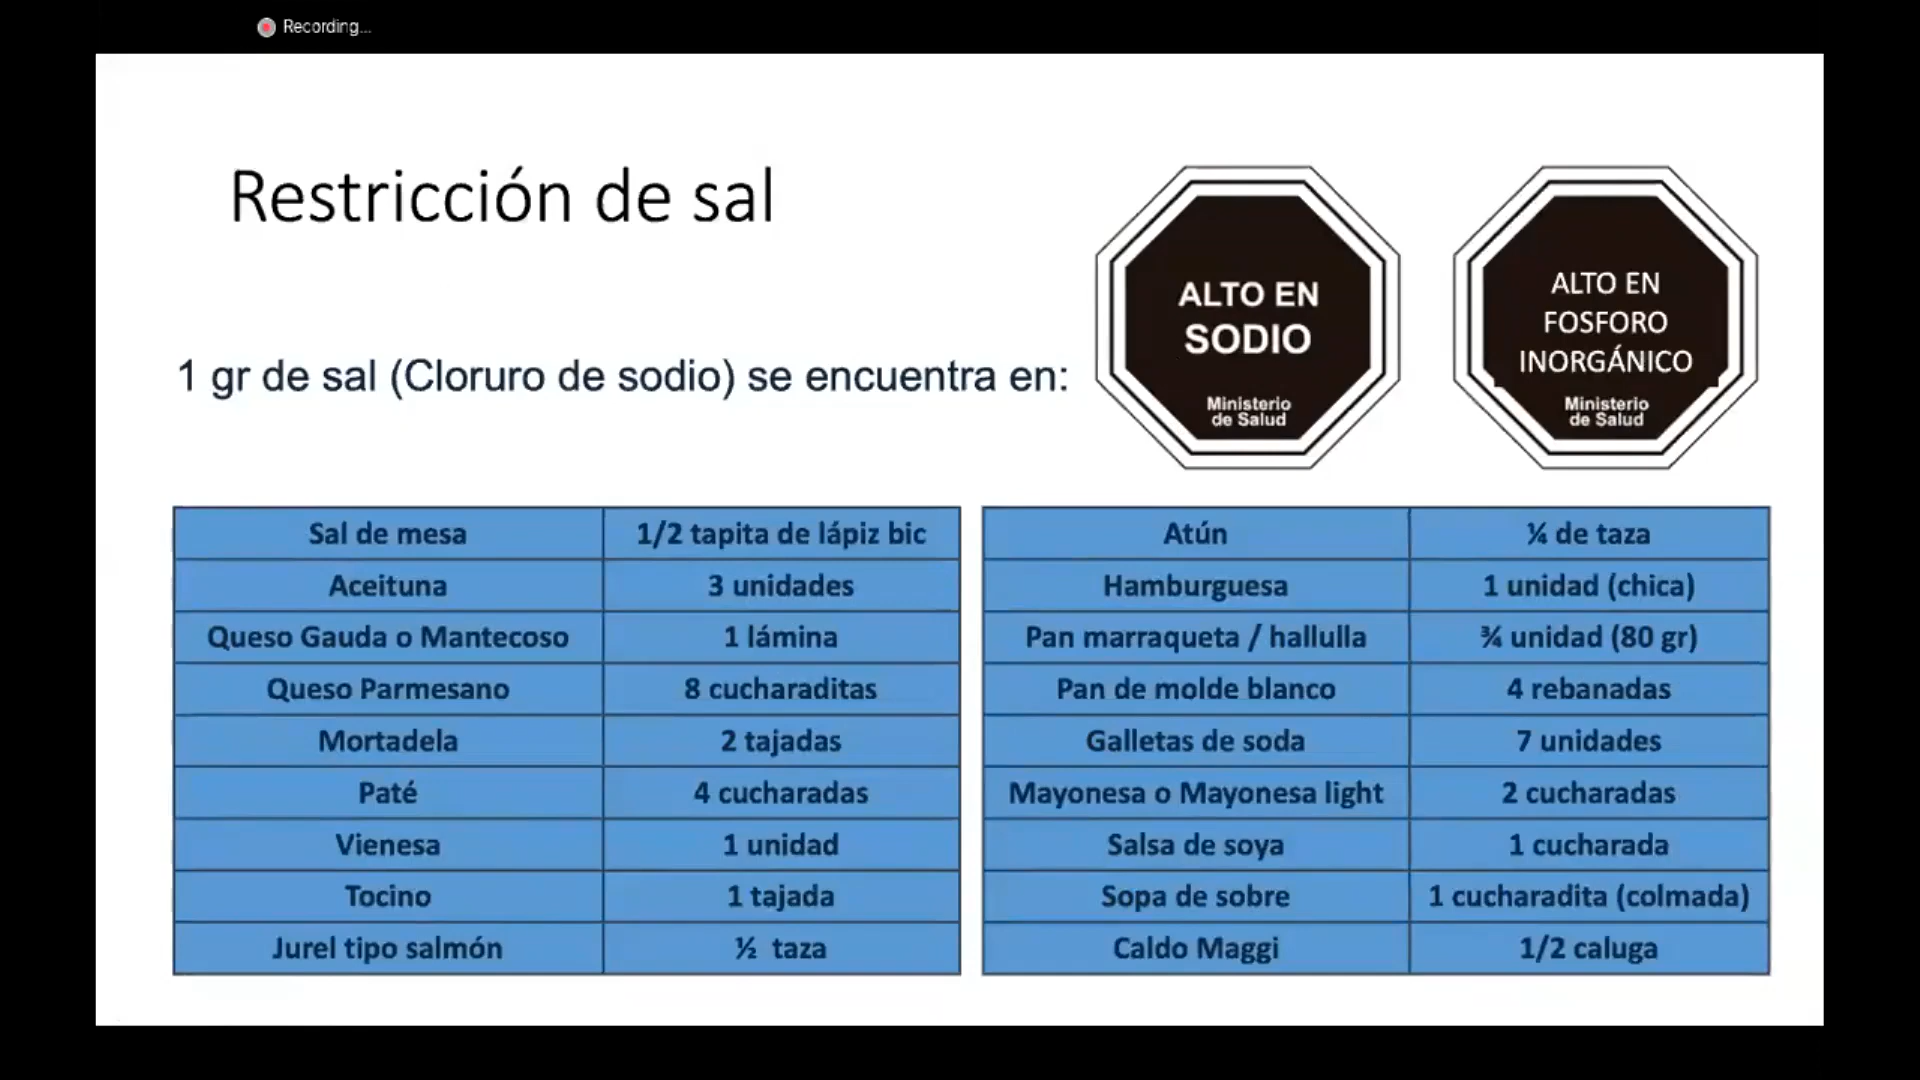 Recording...
Restricción de sal
1 gr de sal (Cloruro de sodio) se encuentra en:
ALTO EN
SODIO
Ministerio
de Salud
ALTO EN
FOSFORO
INORGÁNICO
Ministerio
de Salud
Sal de mesa 1/2 tapita de lápiz bic
Aceituna 3 unidades
Queso Gauda o Mantecoso 1 lámina
Queso Parmesano 8 cucharaditas
Mortadela 2 tajadas
Paté 4 cucharadas
Vienesa 1 unidad
Tocino 1 tajada
Jurel tipo salmón ½ taza
Atún ¼ de taza
Hamburguesa 1 unidad (chica)
Pan marraqueta / hallulla ¾ unidad (80 gr)
Pan de molde blanco 4 rebanadas
Galletas de soda 7 unidades
Mayonesa o Mayonesa light 2 cucharadas
Salsa de soya 1 cucharada
Sopa de sobre 1 cucharadita (colmada)
Caldo Maggi 1/2 caluga